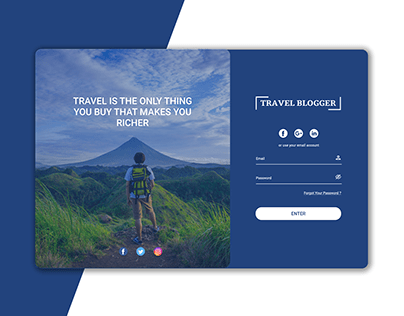 TRAVEL IS THE ONLY THING
YOU BUY THAT MAKES YOU
RICHER
TRAVEL BLOGGER
f G+ in
or use your email account
Email
Password
Forgot Your Password ?
ENTER